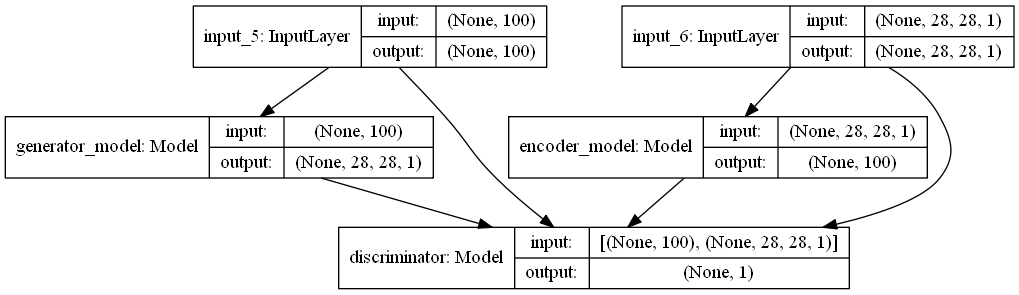 input_5: InputLayer
input: (None, 100)
output: (None, 100)
input_6: InputLayer
input: (None, 28, 28, 1)
output: (None, 28, 28, 1)
generator_model: Model
input: (None, 100)
output: (None, 28, 28, 1)
encoder_model: Model
input: (None, 28, 28, 1)
output: (None, 100)
discriminator: Model
input: [(None, 100), (None, 28, 28, 1)]
output: (None, 1)